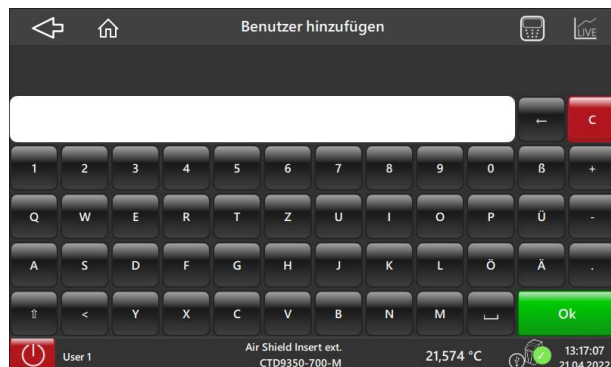 Benutzer hinzufügen
LIVE
← C
1 2 3 4 5 6 7 8 9 0 ß +
Q W E R T Z U I O P Ü -
A S D F G H J K L Ö Ä .
⇧ < Y X C V B N M ⎵ Ok
User 1
Air Shield Insert ext.
CTD9350-700-M
21,574 °C
13:17:07
21.04.2022